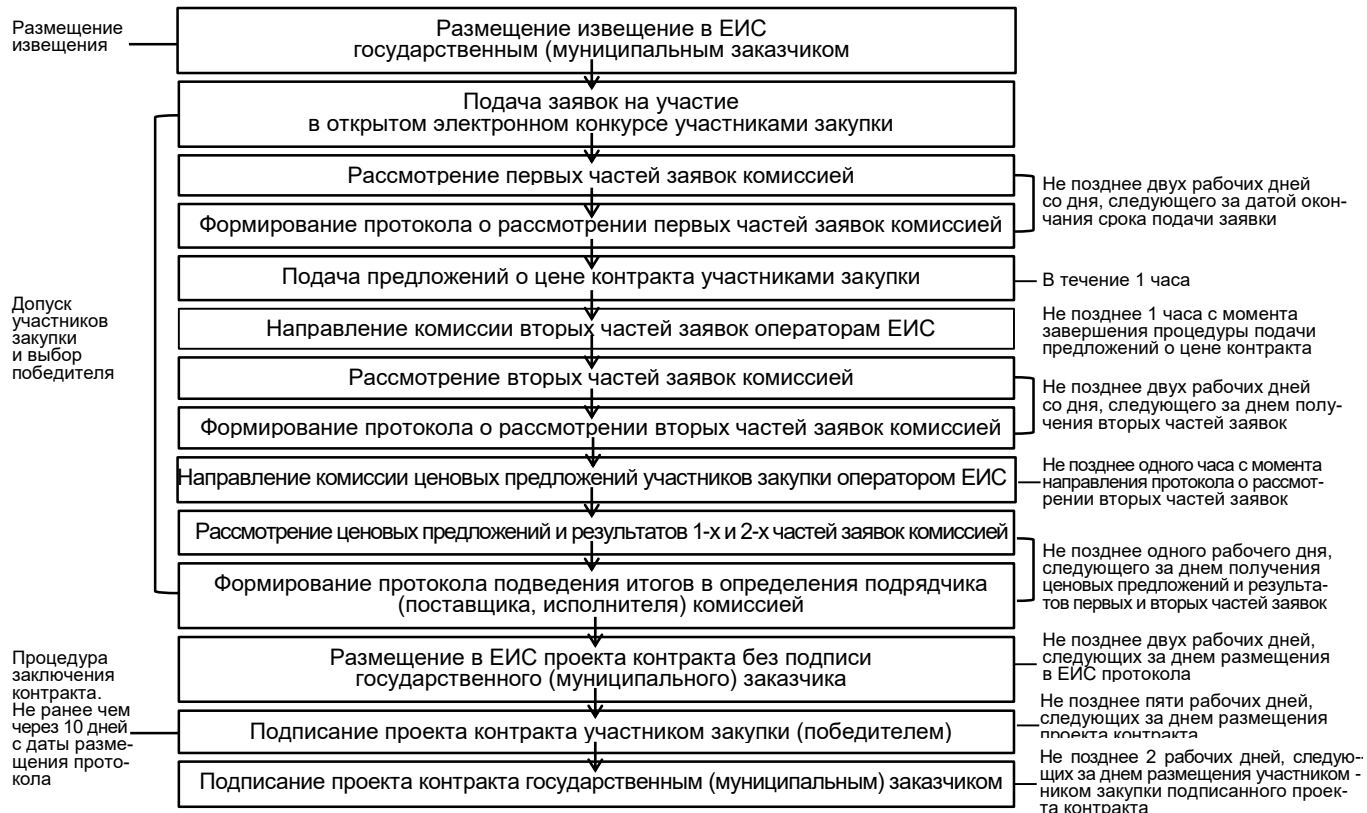 Размещение
извещения
Размещение извещение в ЕИС
государственным (муниципальным заказчиком
Подача заявок на участие
в открытом электронном конкурсе участниками закупки
Рассмотрение первых частей заявок комиссией
Формирование протокола о рассмотрении первых частей заявок комиссией
Не позднее двух рабочих дней
со дня, следующего за датой окон-
чания срока подачи заявки
Подача предложений о цене контракта участниками закупки
В течение 1 часа
Допуск
участников
закупки
и выбор
победителя
Направление комиссии вторых частей заявок операторам ЕИС
Не позднее 1 часа с момента
завершения процедуры подачи
предложений о цене контракта
Рассмотрение вторых частей заявок комиссией
Формирование протокола о рассмотрении вторых частей заявок комиссией
Не позднее двух рабочих дней
со дня, следующего за днем полу-
чения вторых частей заявок
Направление комиссии ценовых предложений участников закупки оператором ЕИС
Не позднее одного часа с момента
направления протокола о рассмот-
рении вторых частей заявок
Рассмотрение ценовых предложений и результатов 1-х и 2-х частей заявок комиссией
Формирование протокола подведения итогов в определения подрядчика
(поставщика, исполнителя) комиссией
Не позднее одного рабочего дня,
следующего за днем получения
ценовых предложений и результа-
тов первых и вторых частей заявок
Размещение в ЕИС проекта контракта без подписи
государственного (муниципального) заказчика
Не позднее двух рабочих дней,
следующих за днем размещения
в ЕИС протокола
Процедура
заключения
контракта.
Не ранее чем
через 10 дней
с даты разме-
щения прото-
кола
Подписание проекта контракта участником закупки (победителем)
Не позднее пяти рабочих дней,
следующих за днем размещения
проекта контракта
Подписание проекта контракта государственным (муниципальным) заказчиком
Не позднее 2 рабочих дней, следую-
щих за днем размещения участником -
ником закупки подписанного проек-
та контракта